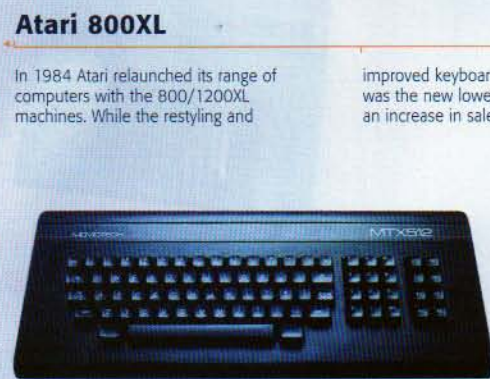 Atari 800XL
In 1984 Atari relaunched its range of
computers with the 800/1200XL
machines. While the restyling and
improved keyboar
was the new lowe
an increase in sale
MEMOTECH
MTX512